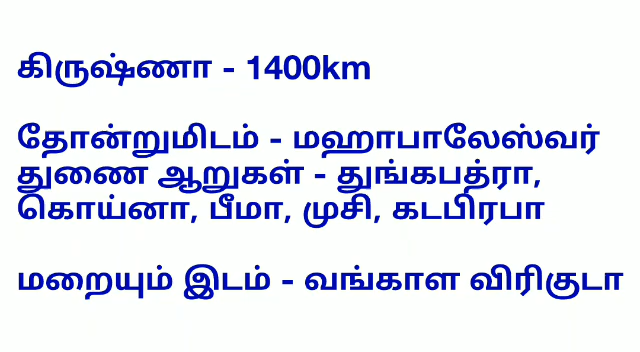 கிருஷ்ணா - 1400km
தோன்றுமிடம் - மஹாபாலேஸ்வர்
துணை ஆறுகள் - துங்கபத்ரா,
கொய்னா, பீமா, முசி, கடபிரபா
மறையும் இடம் - வங்காள விரிகுடா